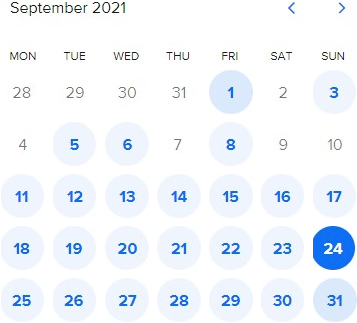 September 2021
MON TUE WED THU FRI SAT SUN
28 29 30 31 1 2 3
4 5 6 7 8 9 10
11 12 13 14 15 16 17
18 19 20 21 22 23 24
25 26 27 28 29 30 31